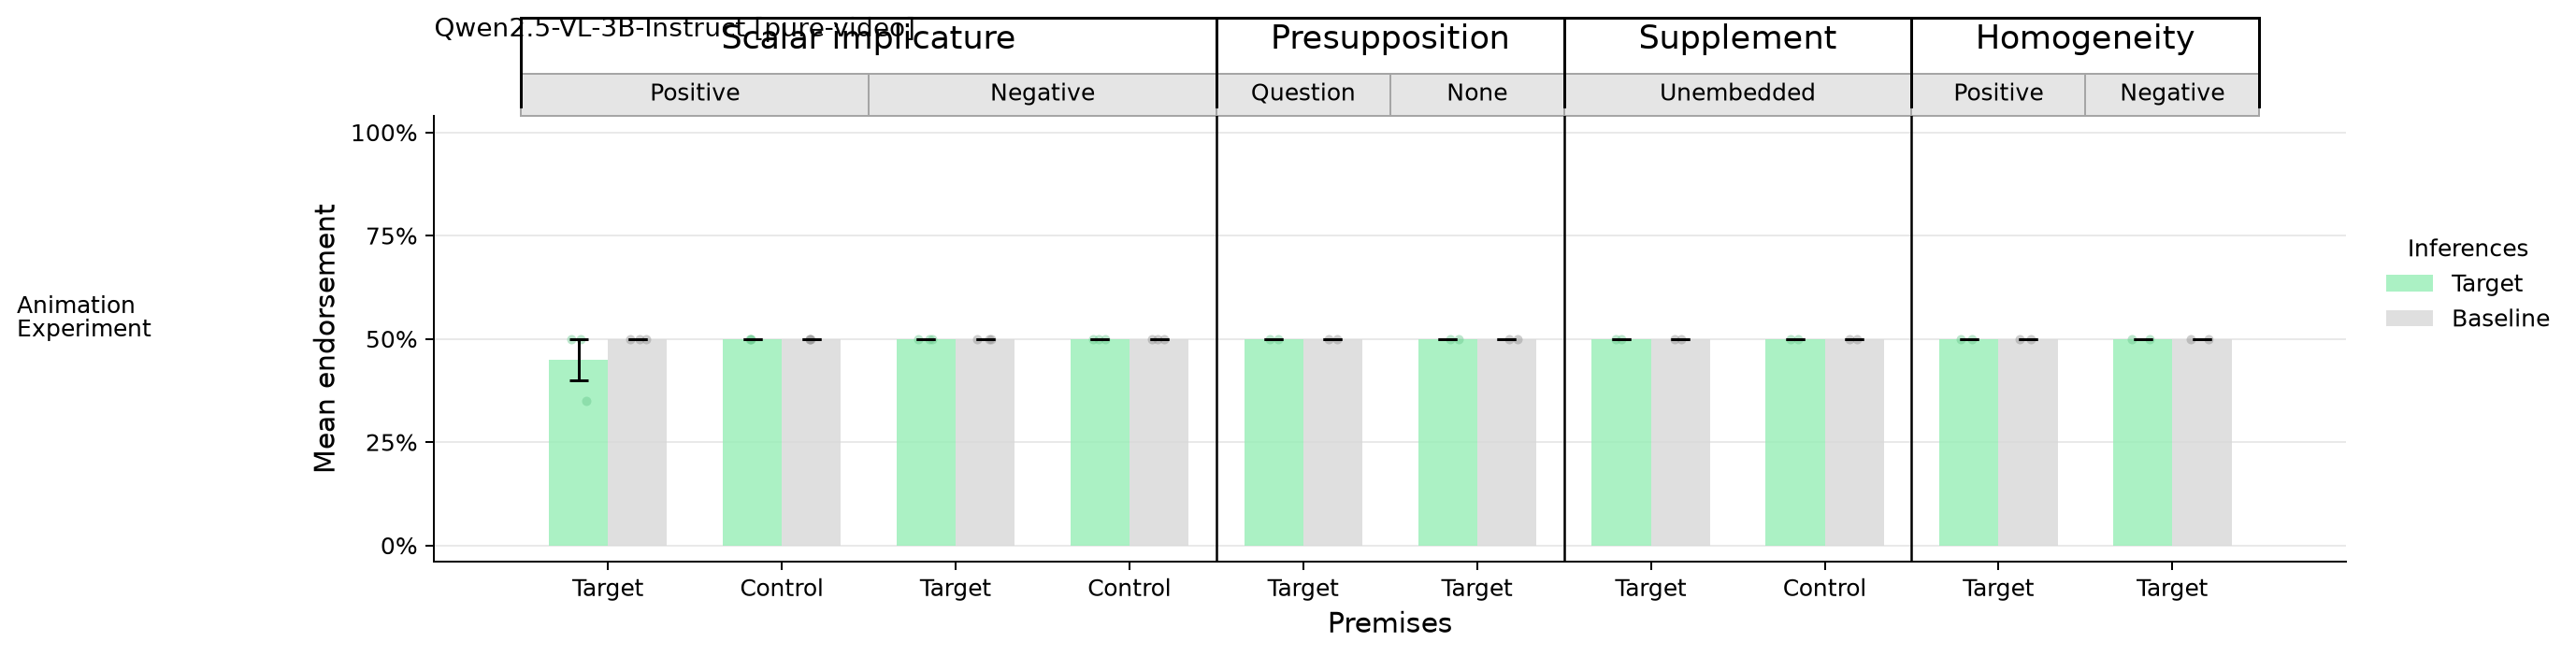 Qwen2.5-VL-3B-Instruct [pure-video]
Scalar implicature Presupposition Supplement Homogeneity
Positive Negative Question None Unembedded Positive Negative
100%
75%
50%
25%
0%
Mean endorsement
Animation
Experiment
Inferences
Target
Baseline
Target Control Target Control Target Target Target Control Target Target
Premises